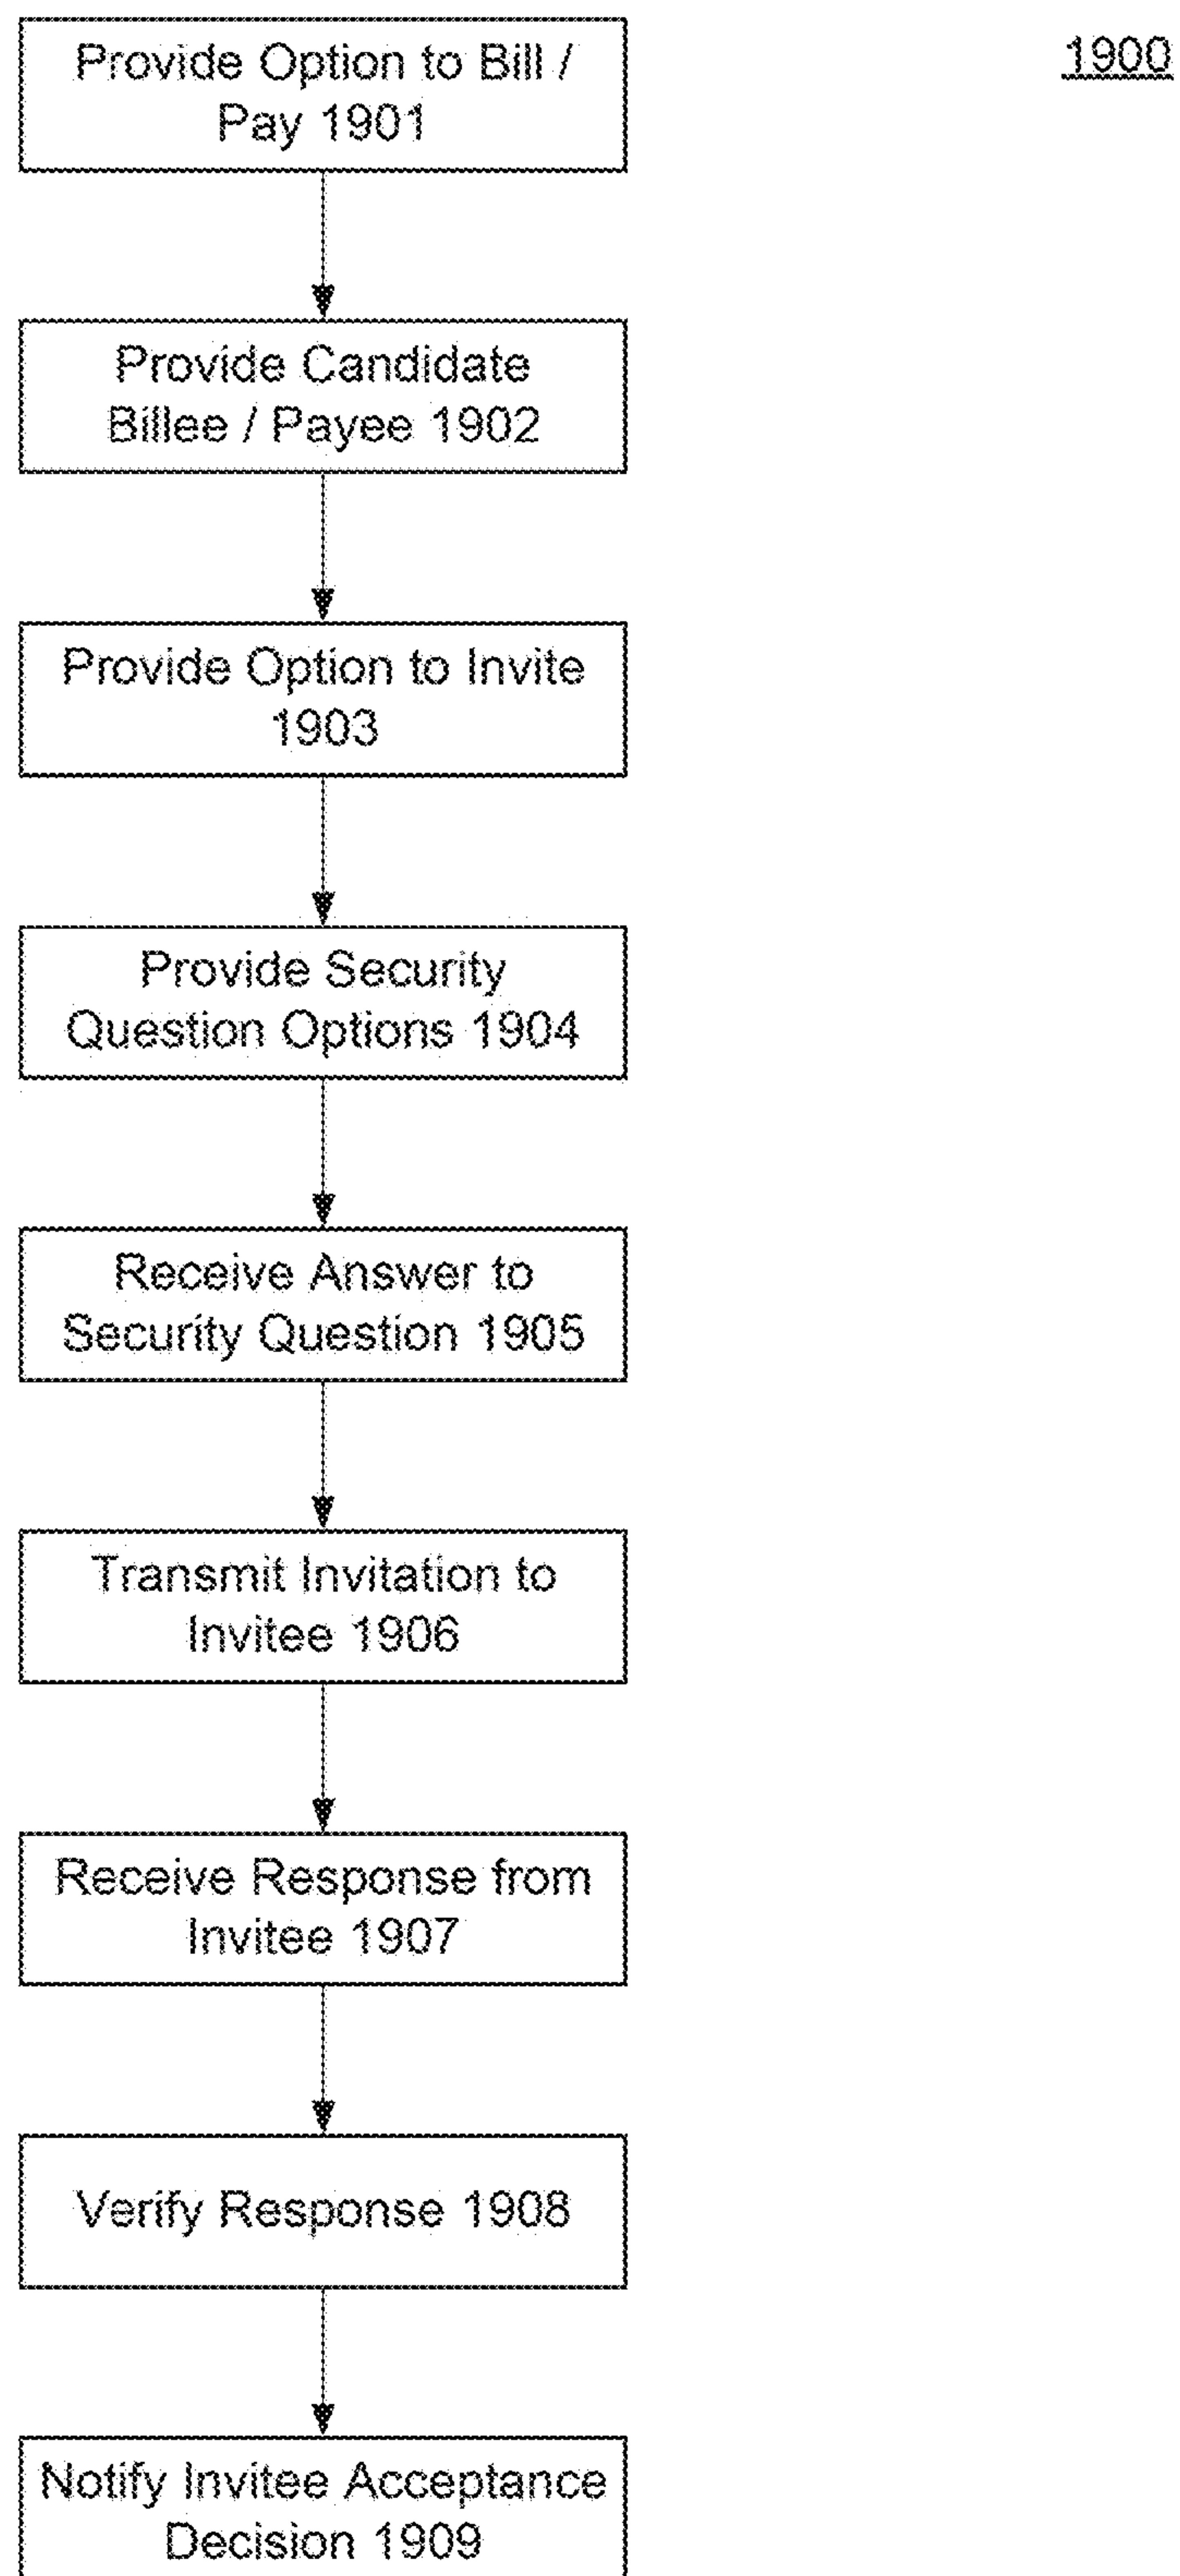 1900
Provide Option to Bill /
Pay 1901
Provide Candidate
Billee / Payee 1902
Provide Option to Invite
1903
Provide Security
Question Options 1904
Receive Answer to
Security Question 1905
Transmit Invitation to
Invitee 1906
Receive Response from
Invitee 1907
Verify Response 1908
Notify Invitee Acceptance
Decision 1909